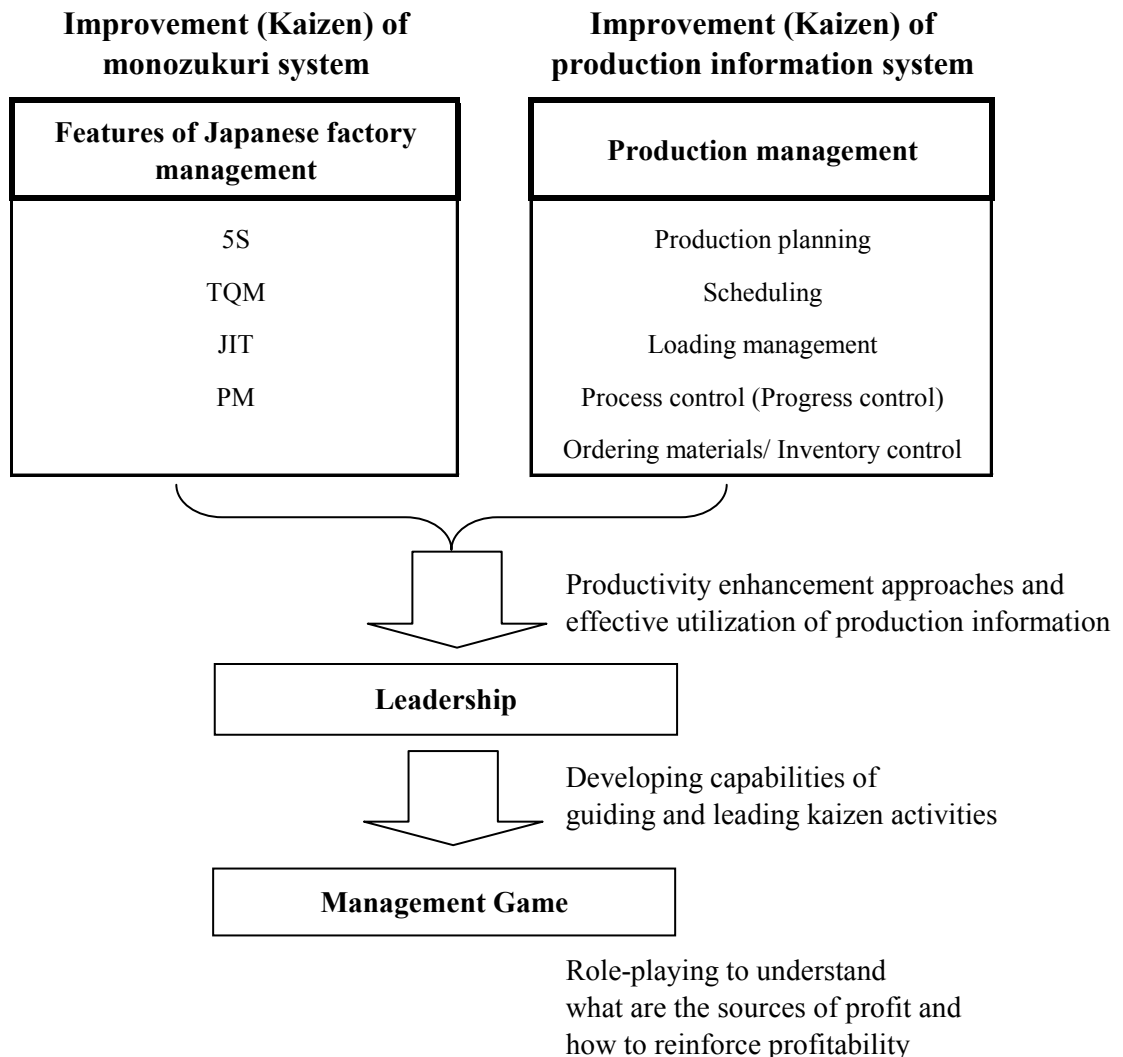 Improvement (Kaizen) of
monozukuri system
Features of Japanese factory
management
5S
TQM
JIT
PM
Improvement (Kaizen) of
production information system
Production management
Production planning
Scheduling
Loading management
Process control (Progress control)
Ordering materials/ Inventory control
Productivity enhancement approaches and
effective utilization of production information
Leadership
Developing capabilities of
guiding and leading kaizen activities
Management Game
Role-playing to understand
what are the sources of profit and
how to reinforce profitability